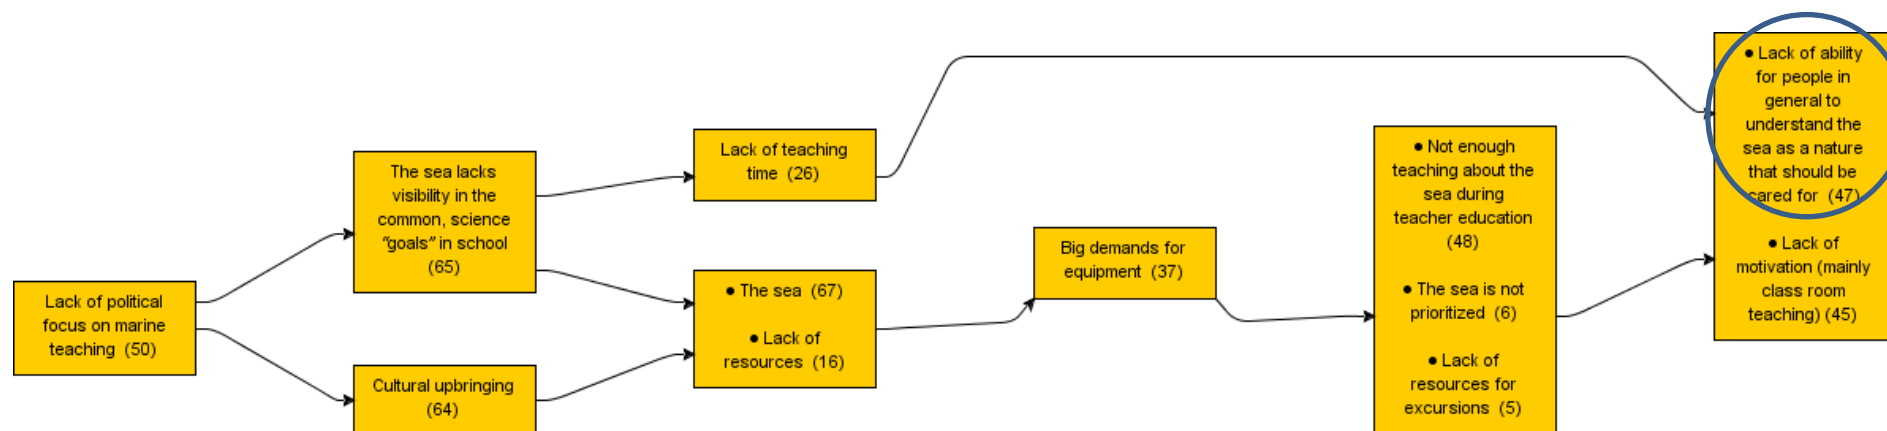 Lack of political
focus on marine
teaching (50)
The sea lacks
visibility in the
common, science
“goals” in school
(65)
Cultural upbringing
(64)
Lack of teaching
time (26)
● The sea (67)
● Lack of
resources (16)
Big demands for
equipment (37)
● Not enough
teaching about the
sea during
teacher education
(48)
● The sea is not
prioritized (6)
● Lack of
resources for
excursions (5)
● Lack of ability
for people in
general to
understand the
sea as a nature
that should be
cared for (47)
● Lack of
motivation (mainly
class room
teaching) (45)